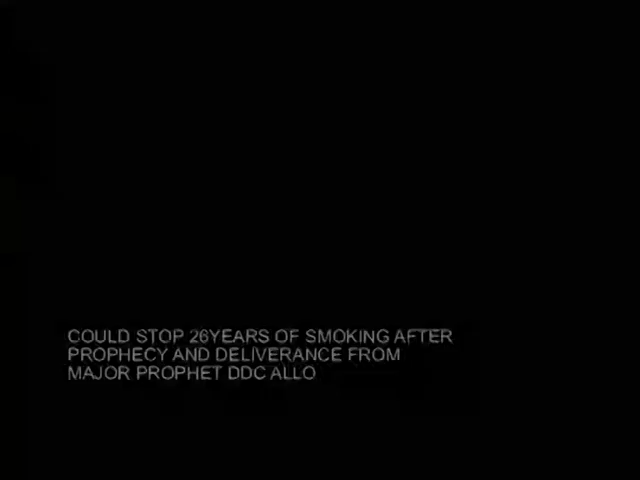 COULD STOP 26YEARS OF SMOKING AFTER
PROPHECY AND DELIVERANCE FROM
MAJOR PROPHET DDC ALLO